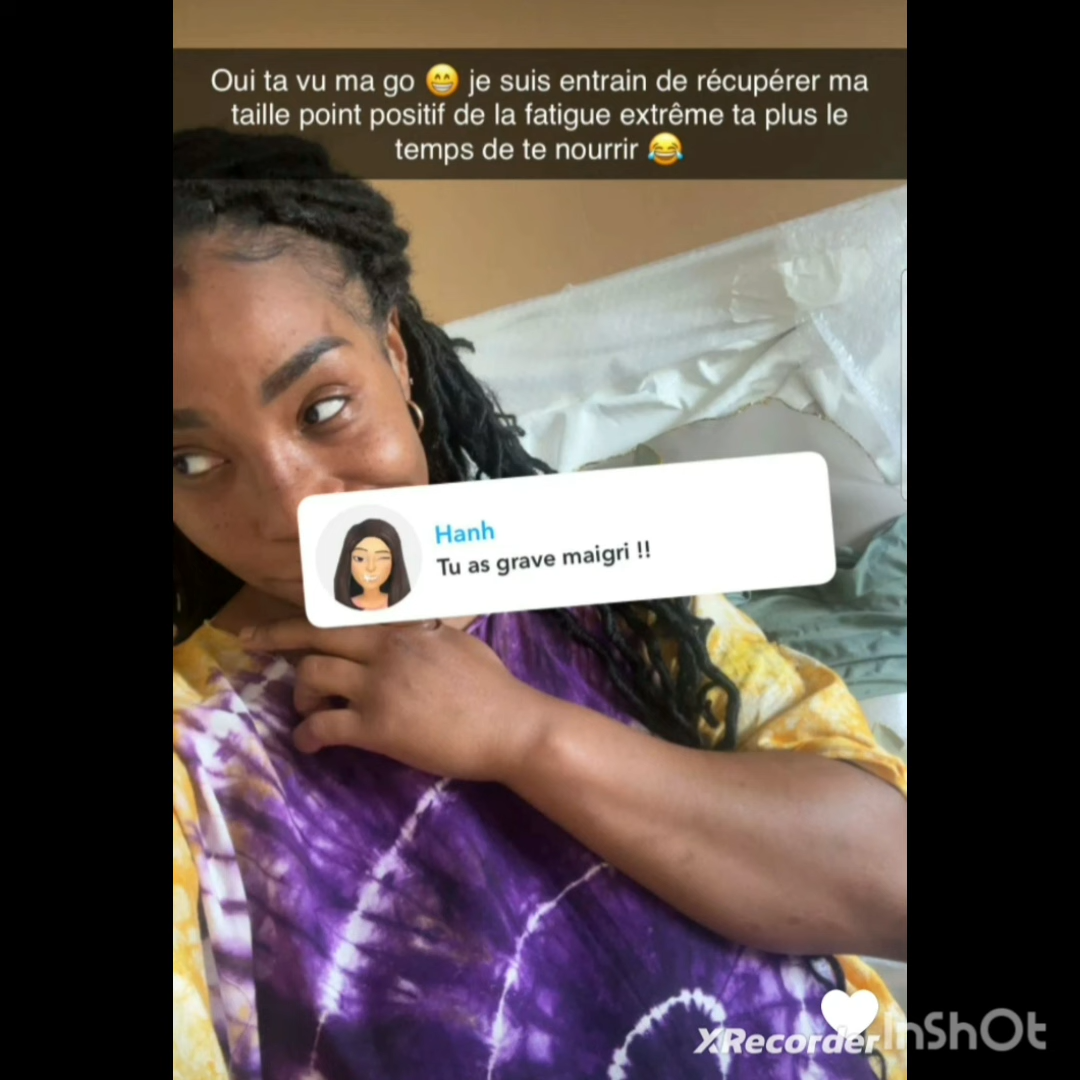 Oui ta vu ma go 😁 je suis entrain de récupérer ma
taille point positif de la fatigue extrême ta plus le
temps de te nourrir 😂
Hanh
Tu as grave maigri !!
XRecorder
InShOt